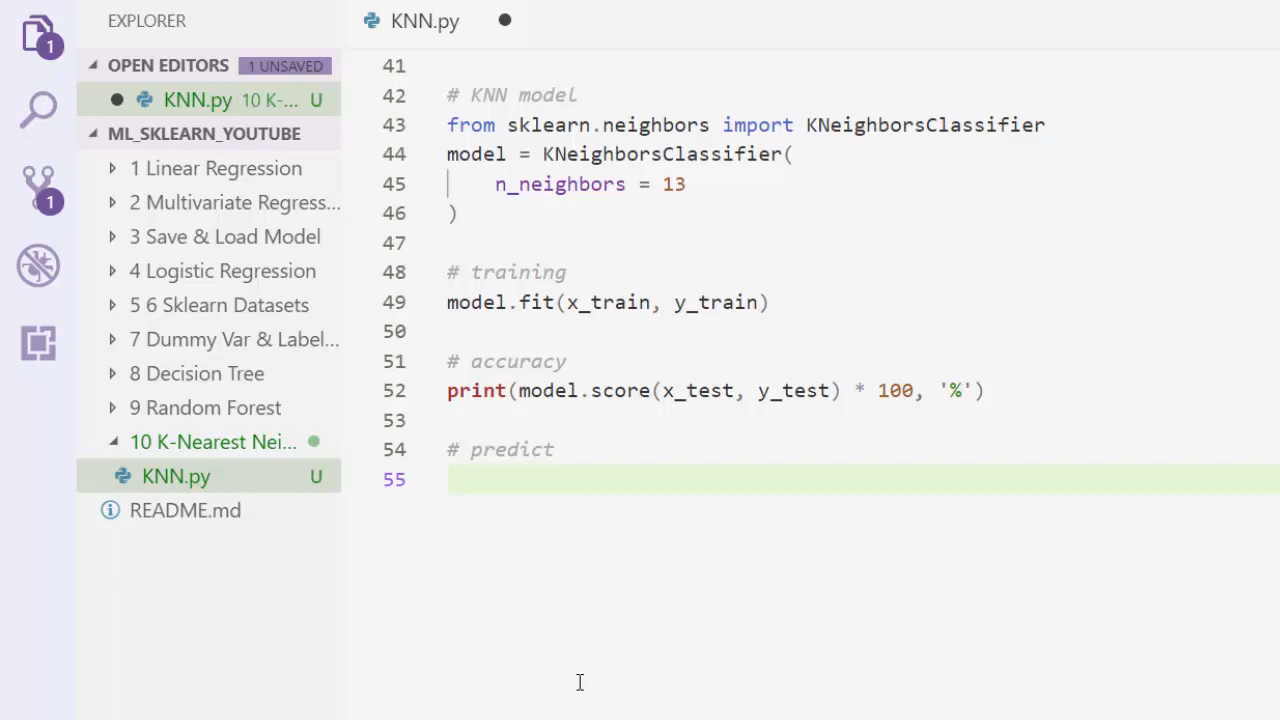 EXPLORER
OPEN EDITORS 1 UNSAVED
KNN.py 10 K-... U
ML_SKLEARN_YOUTUBE
1 Linear Regression
2 Multivariate Regress...
3 Save & Load Model
4 Logistic Regression
5 6 Sklearn Datasets
7 Dummy Var & Label...
8 Decision Tree
9 Random Forest
10 K-Nearest Nei...
KNN.py U
README.md
1
1
KNN.py
41
42 # KNN model
43 from sklearn.neighbors import KNeighborsClassifier
44 model = KNeighborsClassifier(
45 n_neighbors = 13
46 )
47
48 # training
49 model.fit(x_train, y_train)
50
51 # accuracy
52 print(model.score(x_test, y_test) * 100, '%')
53
54 # predict
55